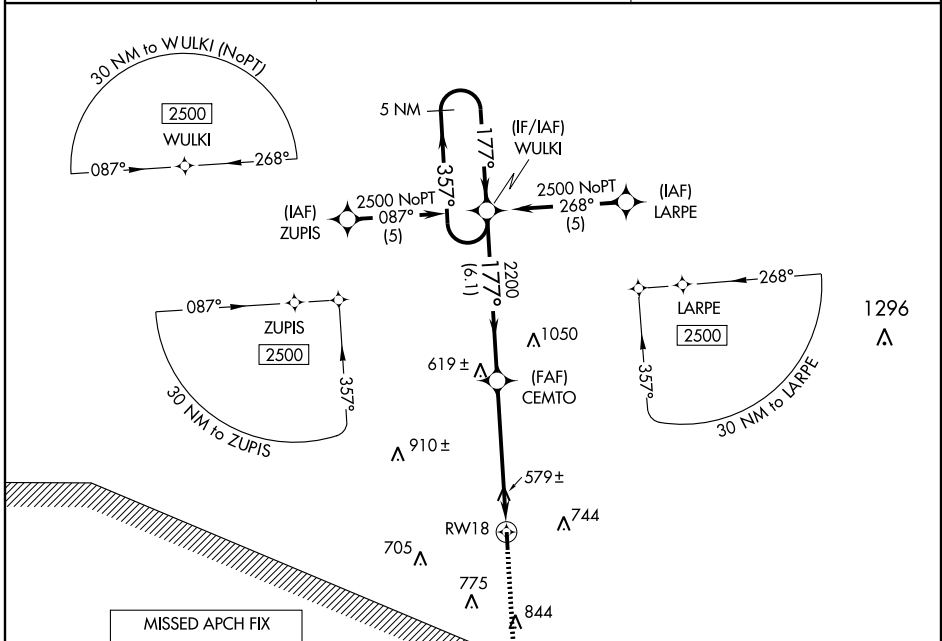 30 NM to WULKI (NoPT)
2500
WULKI
087°
268°
5 NM
177°
357°
(IF/IAF)
WULKI
(IAF)
ZUPIS
2500 NoPT
087°
(5)
2500 NoPT
268°
(5)
(IAF)
LARPE
2200
177°
(6.1)
087°
ZUPIS
2500
357°
30 NM to ZUPIS
268°
LARPE
2500
357°
30 NM to LARPE
1296
1050
619 ±
(FAF)
CEMTO
910 ±
579 ±
RW18
744
705
775
844
MISSED APCH FIX